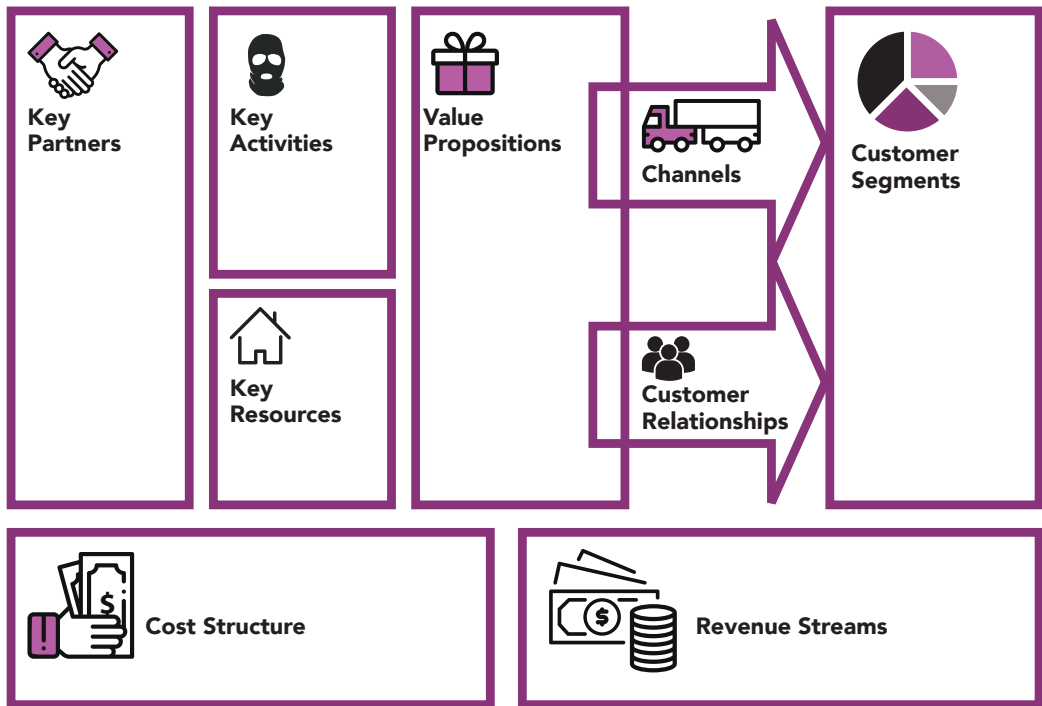 Key
Partners
Key
Activities
Key
Resources
Value
Propositions
Channels
Customer
Relationships
Customer
Segments
$
Cost Structure
$
Revenue Streams